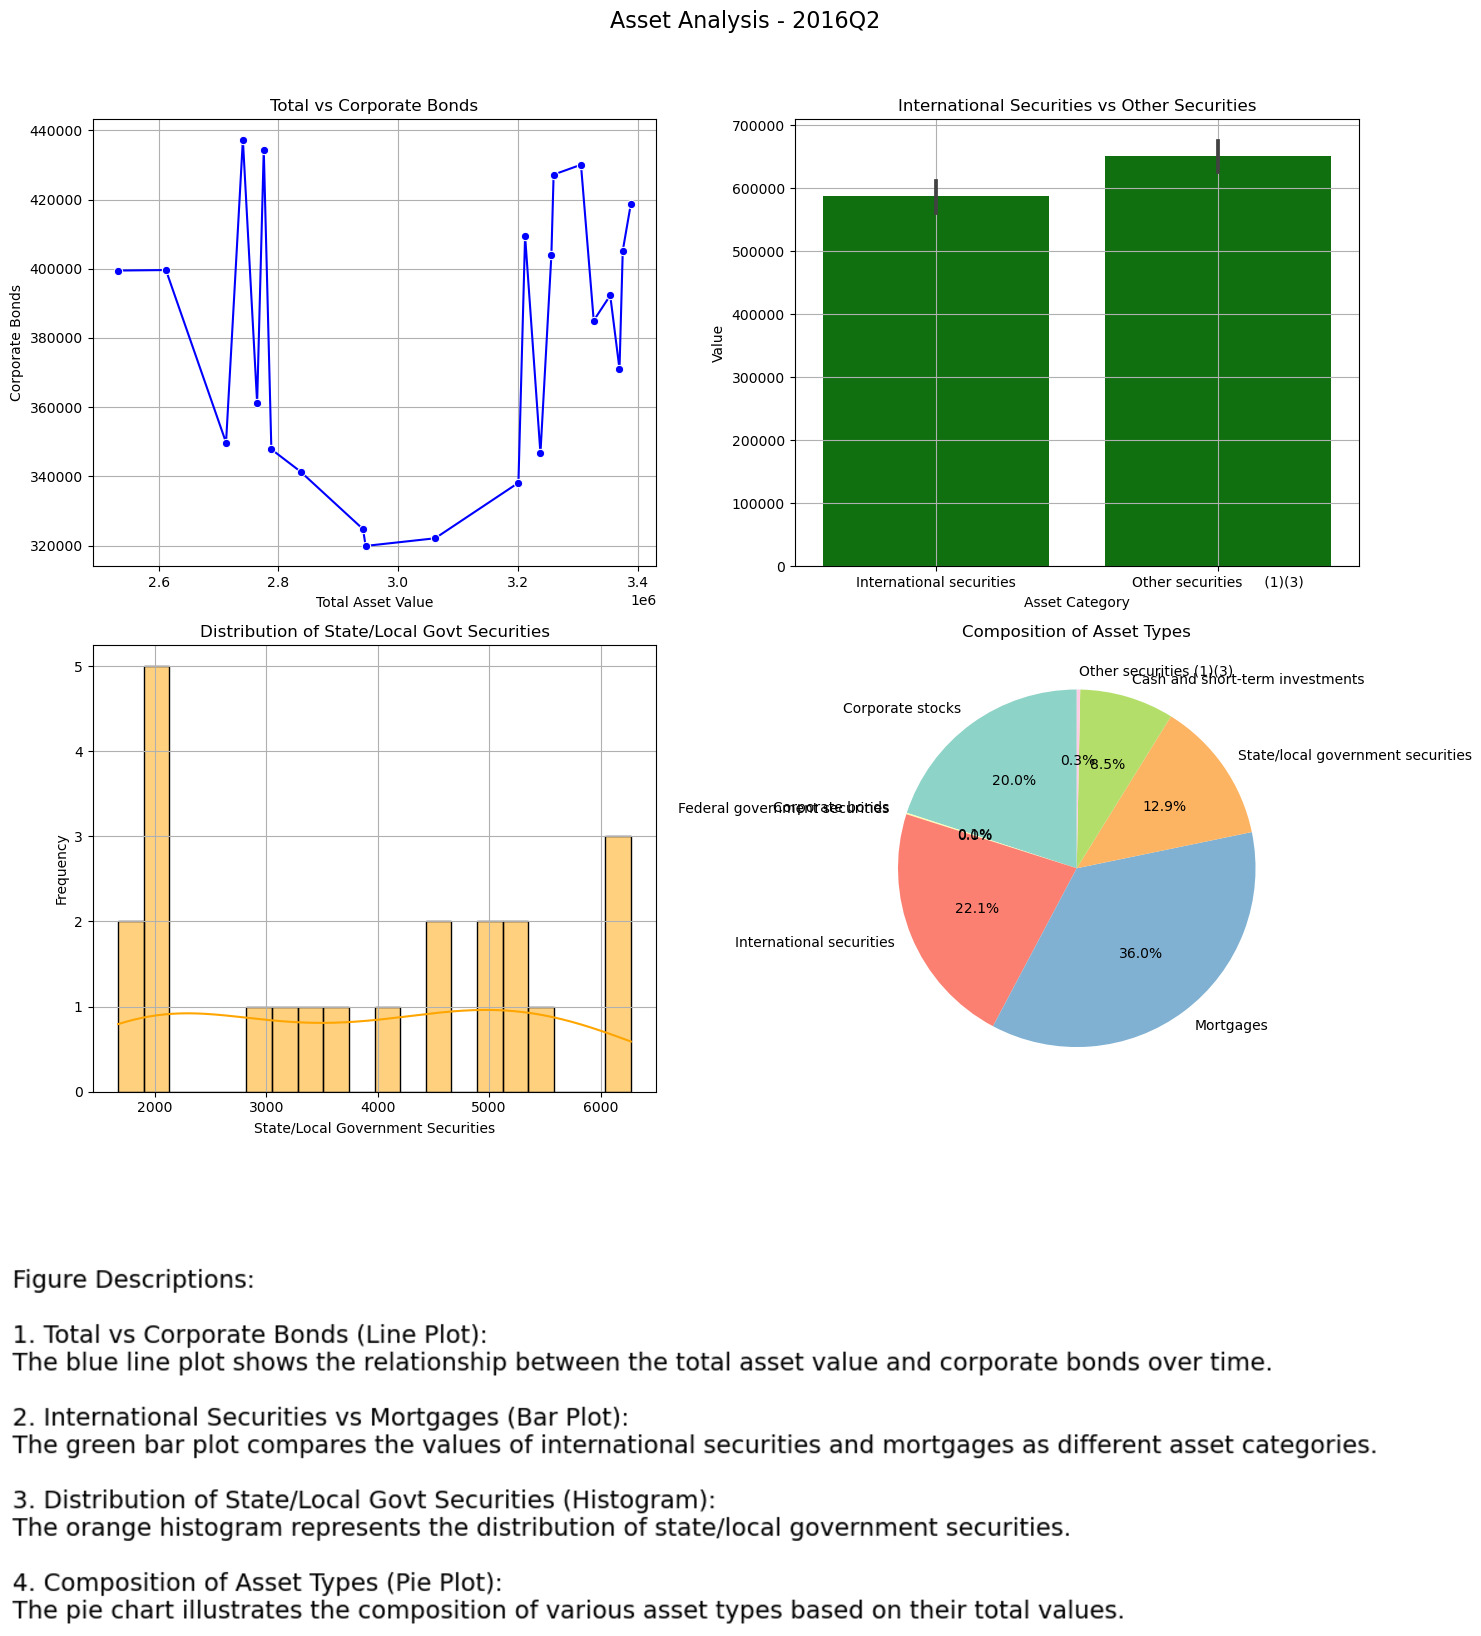 Asset Analysis - 2016Q2
Total vs Corporate Bonds
440000
420000
400000
380000
360000
340000
320000
Corporate Bonds
2.6
2.8
3.0
3.2
3.4
1e6
Total Asset Value
International Securities vs Other Securities
700000
600000
500000
400000
300000
200000
100000
0
Value
International securities
Other securities (1)(3)
Asset Category
Distribution of State/Local Govt Securities
5
4
3
2
1
0
Frequency
2000
3000
4000
5000
6000
State/Local Government Securities
Composition of Asset Types
Other securities (1)(3)
Cash and short-term investments
Corporate stocks
State/local government securities
0.3%
8.5%
20.0%
12.9%
Federal government securities
Corporate bonds
0.1%
22.1%
International securities
36.0%
Mortgages
Figure Descriptions:
1. Total vs Corporate Bonds (Line Plot):
The blue line plot shows the relationship between the total asset value and corporate bonds over time.
2. International Securities vs Mortgages (Bar Plot):
The green bar plot compares the values of international securities and mortgages as different asset categories.
3. Distribution of State/Local Govt Securities (Histogram):
The orange histogram represents the distribution of state/local government securities.
4. Composition of Asset Types (Pie Plot):
The pie chart illustrates the composition of various asset types based on their total values.